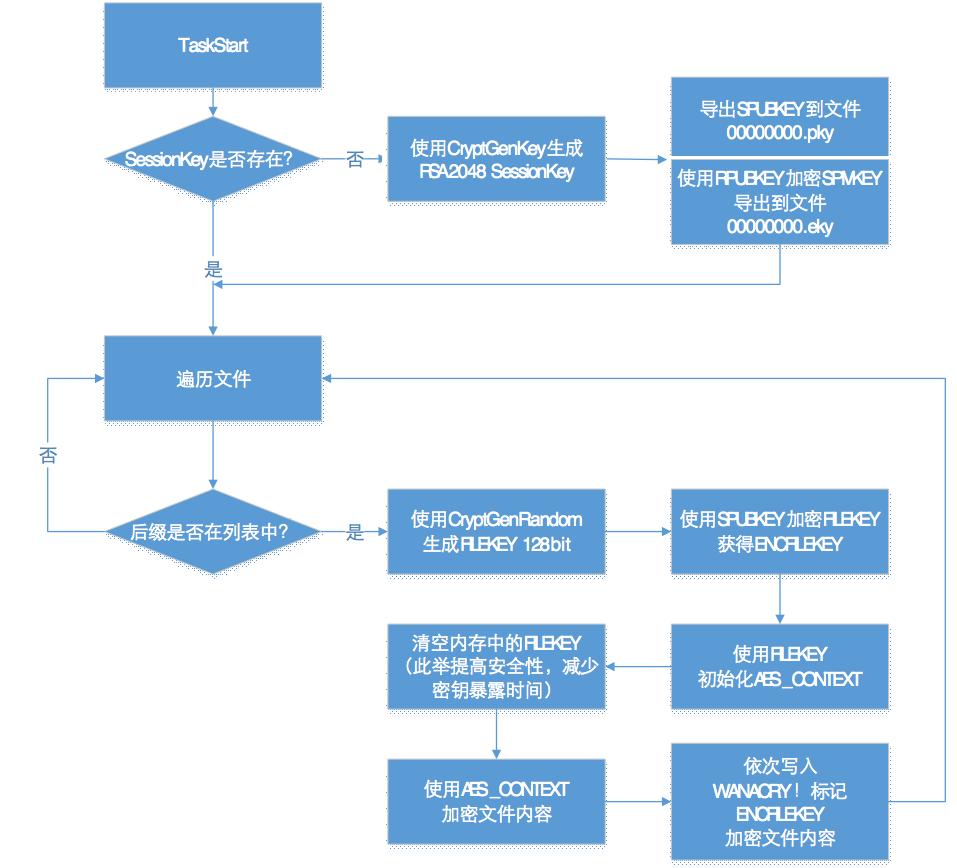 TaskStart
SessionKey是否存在？
否
使用CryptGenKey生成
RSA2048 SessionKey
导出SPUBKEY到文件
00000000.pky
使用RPUBKEY加密SPIVKEY
导出到文件
00000000.eky
是
遍历文件
否
后缀是否在列表中？
是
使用CryptGenRandom
生成FILEKEY 128bit
使用SPUBKEY加密FILEKEY
获得ENCFILEKEY
清空内存中的FILEKEY
（此举提高安全性，减少
密钥暴露时间）
使用FILEKEY
初始化AES_CONTEXT
使用AES_CONTEXT
加密文件内容
依次写入
WANACRY！标记
ENCFILEKEY
加密文件内容